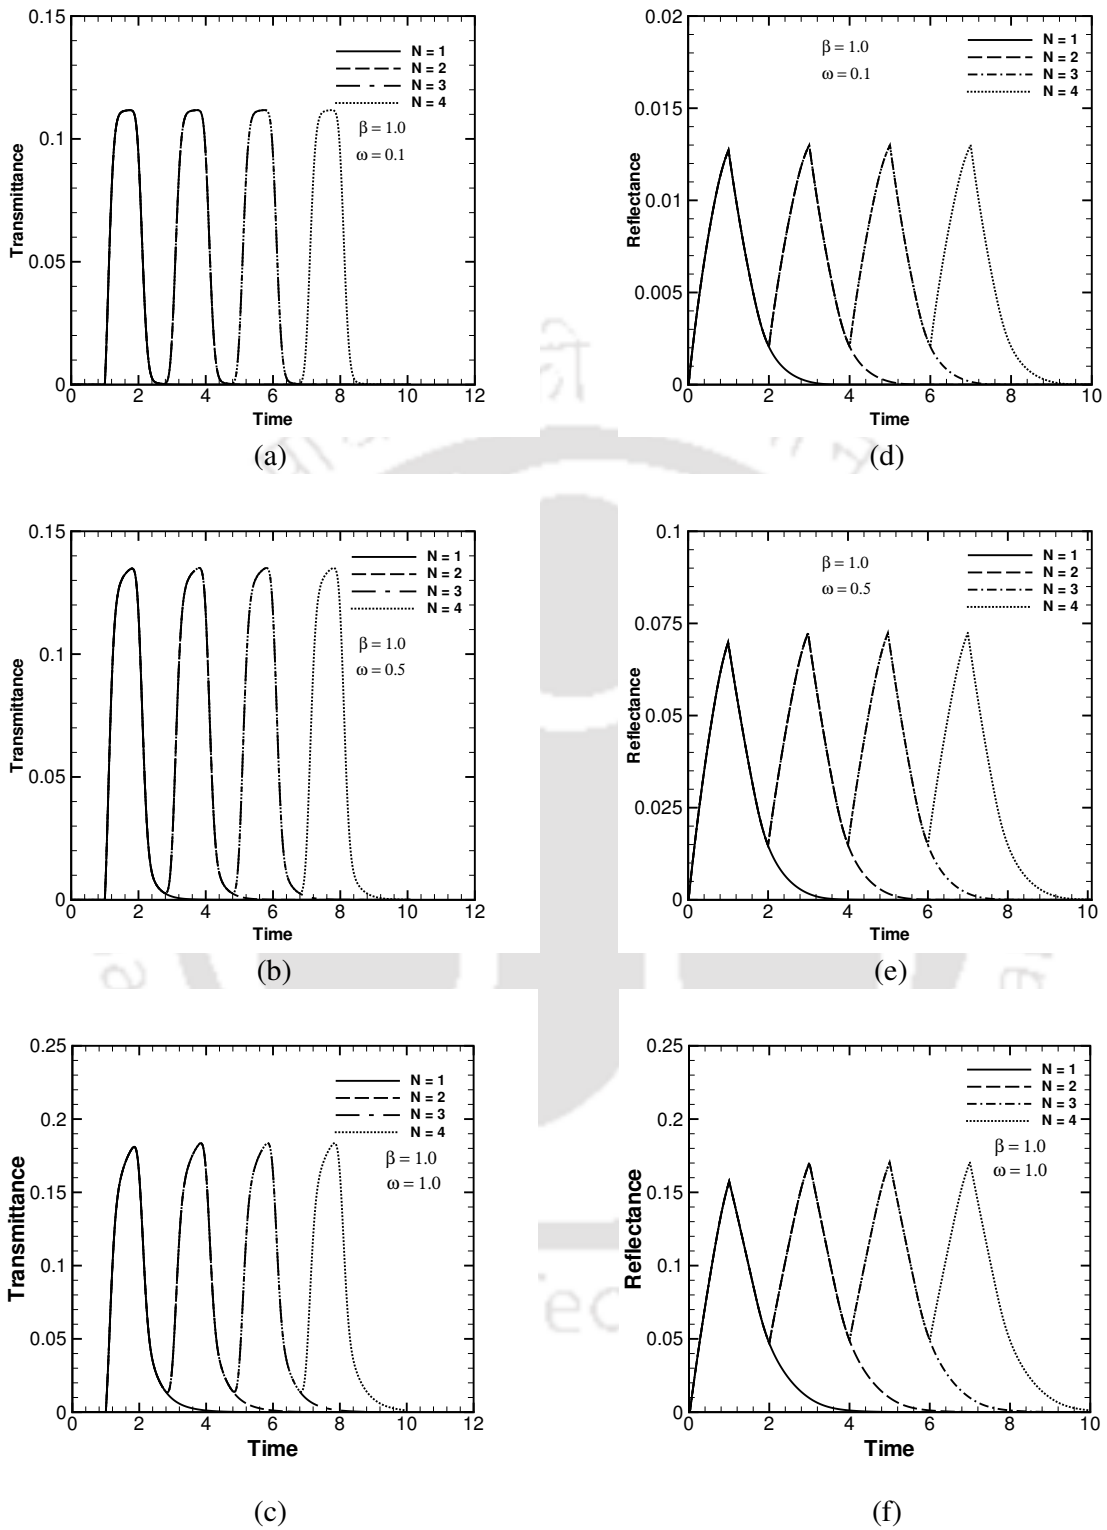 0.15
0.1
0.05
0
0 2 4 6 8 10 12
Transmittance
Time
N = 1
N = 2
N = 3
N = 4
β = 1.0
ω = 0.1
(a)
0.02
0.015
0.01
0.005
0
0 2 4 6 8 10
Reflectance
Time
N = 1
N = 2
N = 3
N = 4
β = 1.0
ω = 0.1
(d)
0.15
0.1
0.05
0
0 2 4 6 8 10 12
Transmittance
Time
N = 1
N = 2
N = 3
N = 4
β = 1.0
ω = 0.5
(b)
0.1
0.075
0.05
0.025
0
0 2 4 6 8 10
Reflectance
Time
N = 1
N = 2
N = 3
N = 4
β = 1.0
ω = 0.5
(e)
0.25
0.2
0.15
0.1
0.05
0
0 2 4 6 8 10 12
Transmittance
Time
N = 1
N = 2
N = 3
N = 4
β = 1.0
ω = 1.0
(c)
0.25
0.2
0.15
0.1
0.05
0
0 2 4 6 8 10
Reflectance
Time
N = 1
N = 2
N = 3
N = 4
β = 1.0
ω = 1.0
(f)